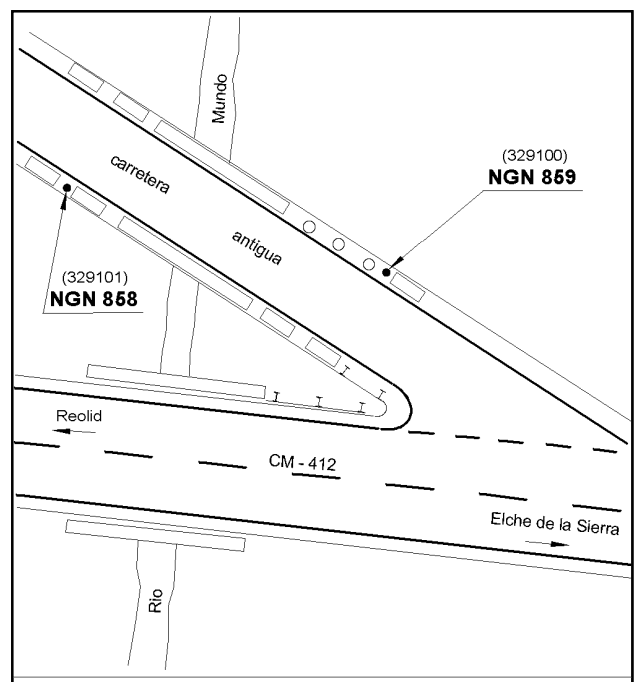 Mundo
carretera
antigua
(329100)
NGN 859
(329101)
NGN 858
Reolid
CM - 412
Elche de la Sierra
Rio